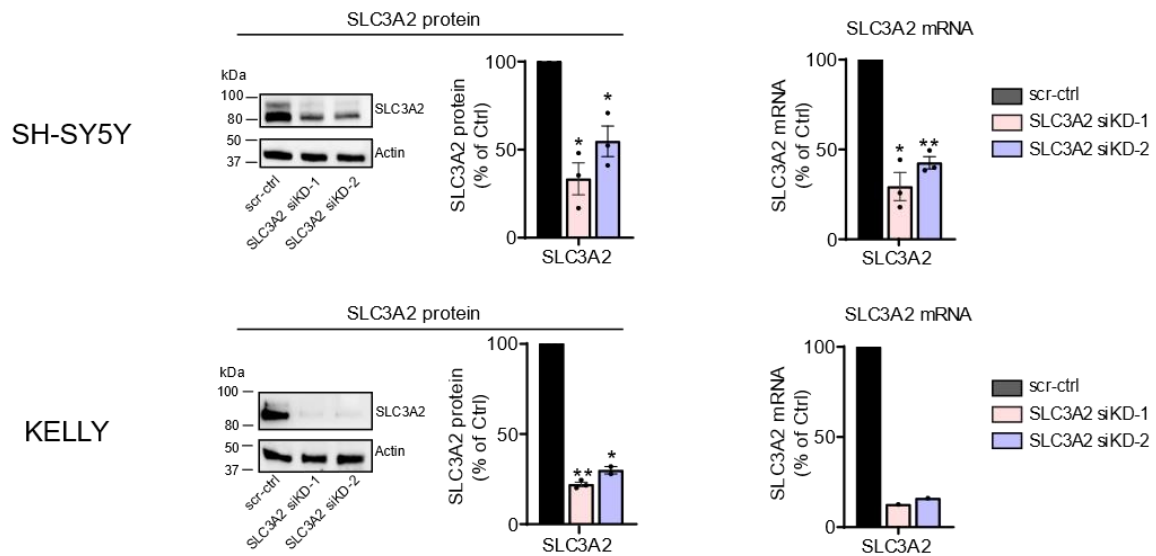 SH-SY5Y
SLC3A2 protein
kDa
100
80
50
37
SLC3A2
Actin
scr-ctrl
SLC3A2 siKD-1
SLC3A2 siKD-2
SLC3A2 protein
(% of Ctrl)
100
50
0
*
*
SLC3A2
SLC3A2 mRNA
SLC3A2 mRNA
(% of Ctrl)
100
50
0
*
**
SLC3A2
scr-ctrl
SLC3A2 siKD-1
SLC3A2 siKD-2
KELLY
SLC3A2 protein
kDa
100
80
50
37
SLC3A2
Actin
scr-ctrl
SLC3A2 siKD-1
SLC3A2 siKD-2
SLC3A2 protein
(% of Ctrl)
100
50
0
**
*
SLC3A2
SLC3A2 mRNA
SLC3A2 mRNA
(% of Ctrl)
100
50
0
SLC3A2
scr-ctrl
SLC3A2 siKD-1
SLC3A2 siKD-2